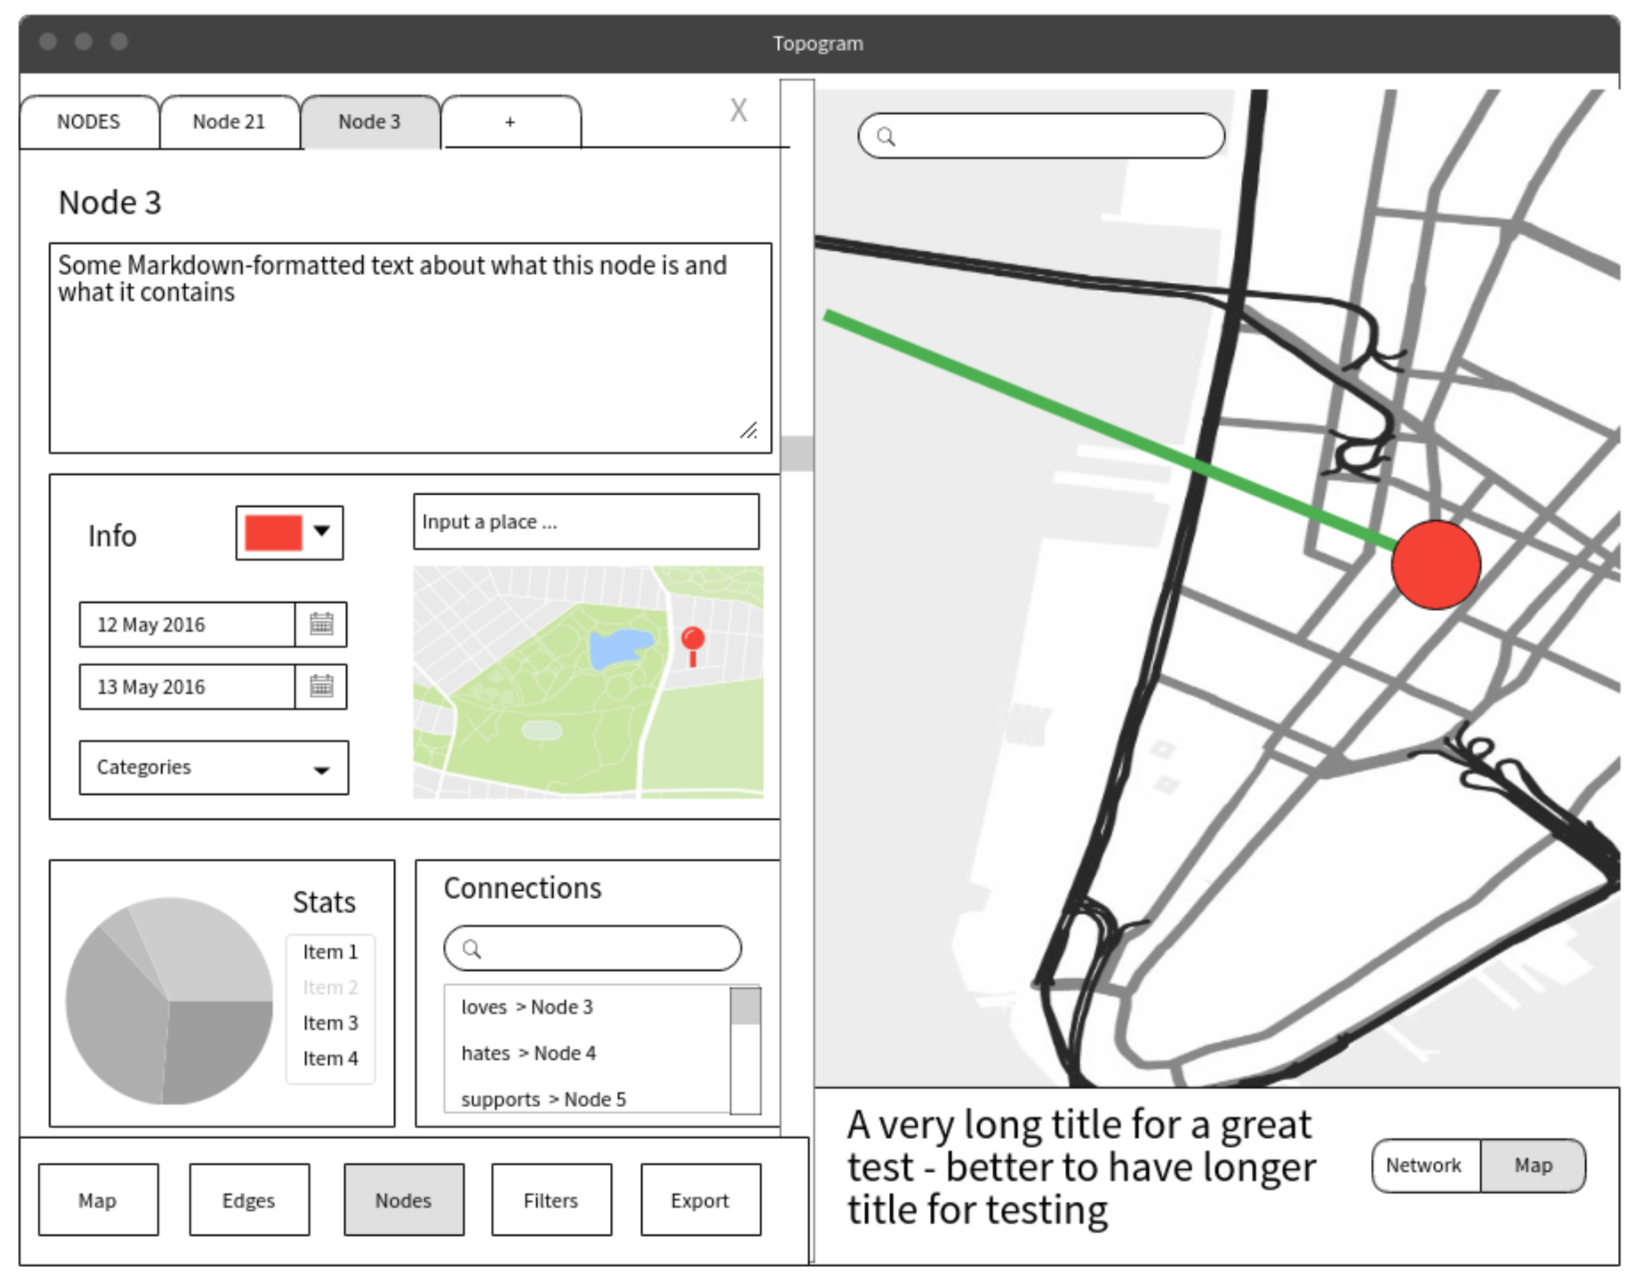 Topogram
NODES
Node 21
Node 3
+
X
Node 3
Some Markdown-formatted text about what this node is and
what it contains
Info
Input a place ...
12 May 2016
13 May 2016
Categories
Stats
Item 1
Item 2
Item 3
Item 4
Connections
loves > Node 3
hates > Node 4
supports > Node 5
Map
Edges
Nodes
Filters
Export
A very long title for a great
test - better to have longer
title for testing
Network
Map